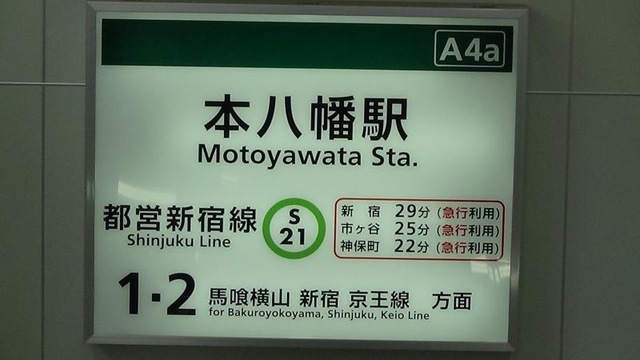 A4a
本八幡駅
Motoyawata Sta.
都営新宿線
Shinjuku Line
S
21
新宿 29分 (急行利用)
市ヶ谷 25分 (急行利用)
神保町 22分 (急行利用)
1・2 馬喰横山 新宿 京王線 方面
for Bakuroyokoyama, Shinjuku, Keio Line